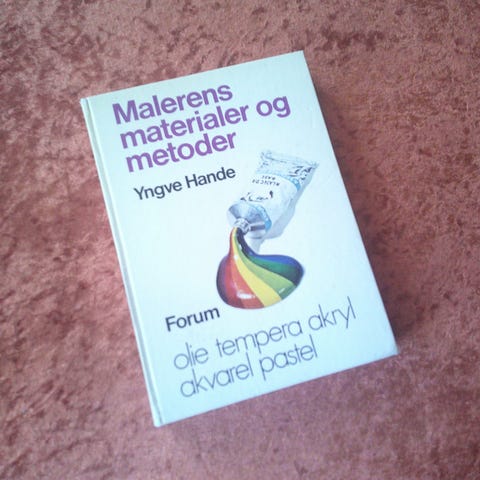 Malerens
materialer og
metoder
Yngve Hande
Forum
olie tempera akryl
akvarel pastel